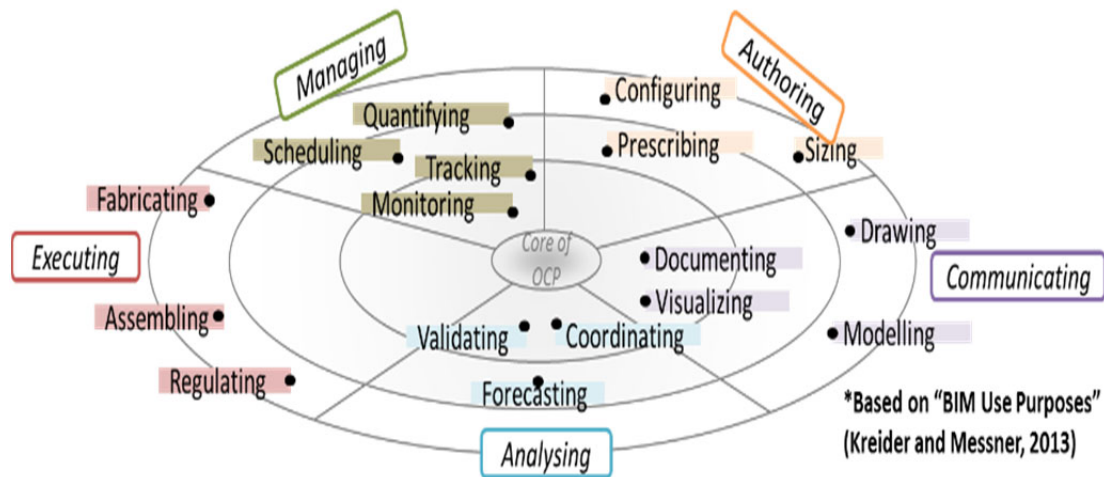 Managing
Authoring
Configuring
Quantifying
Prescribing
Sizing
Scheduling
Tracking
Fabricating
Monitoring
Drawing
Executing
Core of
OCP
Documenting
Communicating
Visualizing
Assembling
Validating
Coordinating
Modelling
Regulating
Forecasting
*Based on “BIM Use Purposes”
(Kreider and Messner, 2013)
Analysing